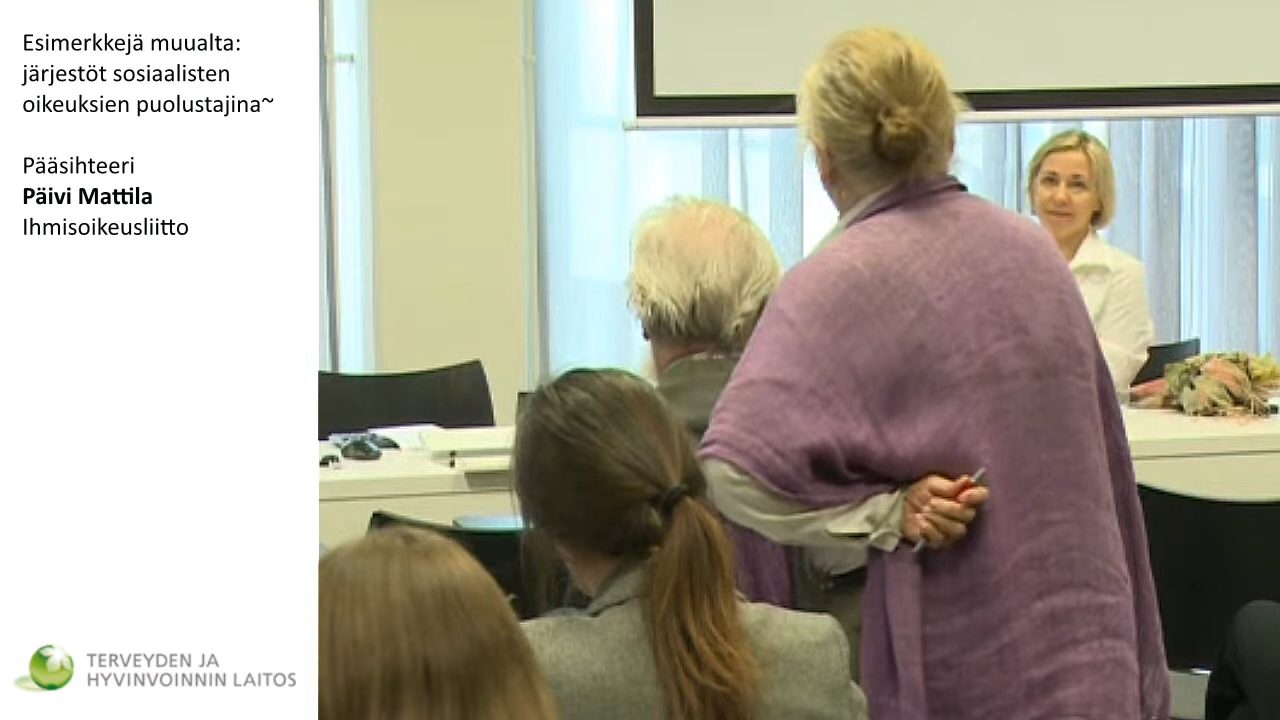 Esimerkkejä muualta:
järjestöt sosiaalisten
oikeuksien puolustajina~
Pääsihteeri
Päivi Mattila
Ihmisoikeusliitto
TERVEYDEN JA
HYVINVOINNIN LAITOS